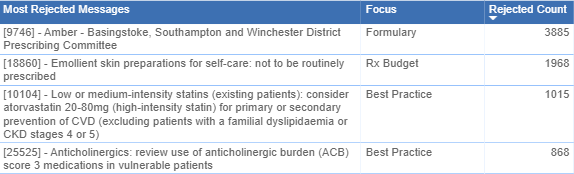 Most Rejected Messages Focus Rejected Count
[9746] - Amber - Basingstoke, Southampton and Winchester District Formulary 3885
Prescribing Committee
[18860] - Emollient skin preparations for self-care: not to be routinely Rx Budget 1968
prescribed
[10104] - Low or medium-intensity statins (existing patients): consider Best Practice 1015
atorvastatin 20-80mg (high-intensity statin) for primary or secondary
prevention of CVD (excluding patients with a familial dyslipidaemia or
CKD stages 4 or 5)
[25525] - Anticholinergics: review use of anticholinergic burden (ACB) Best Practice 868
score 3 medications in vulnerable patients